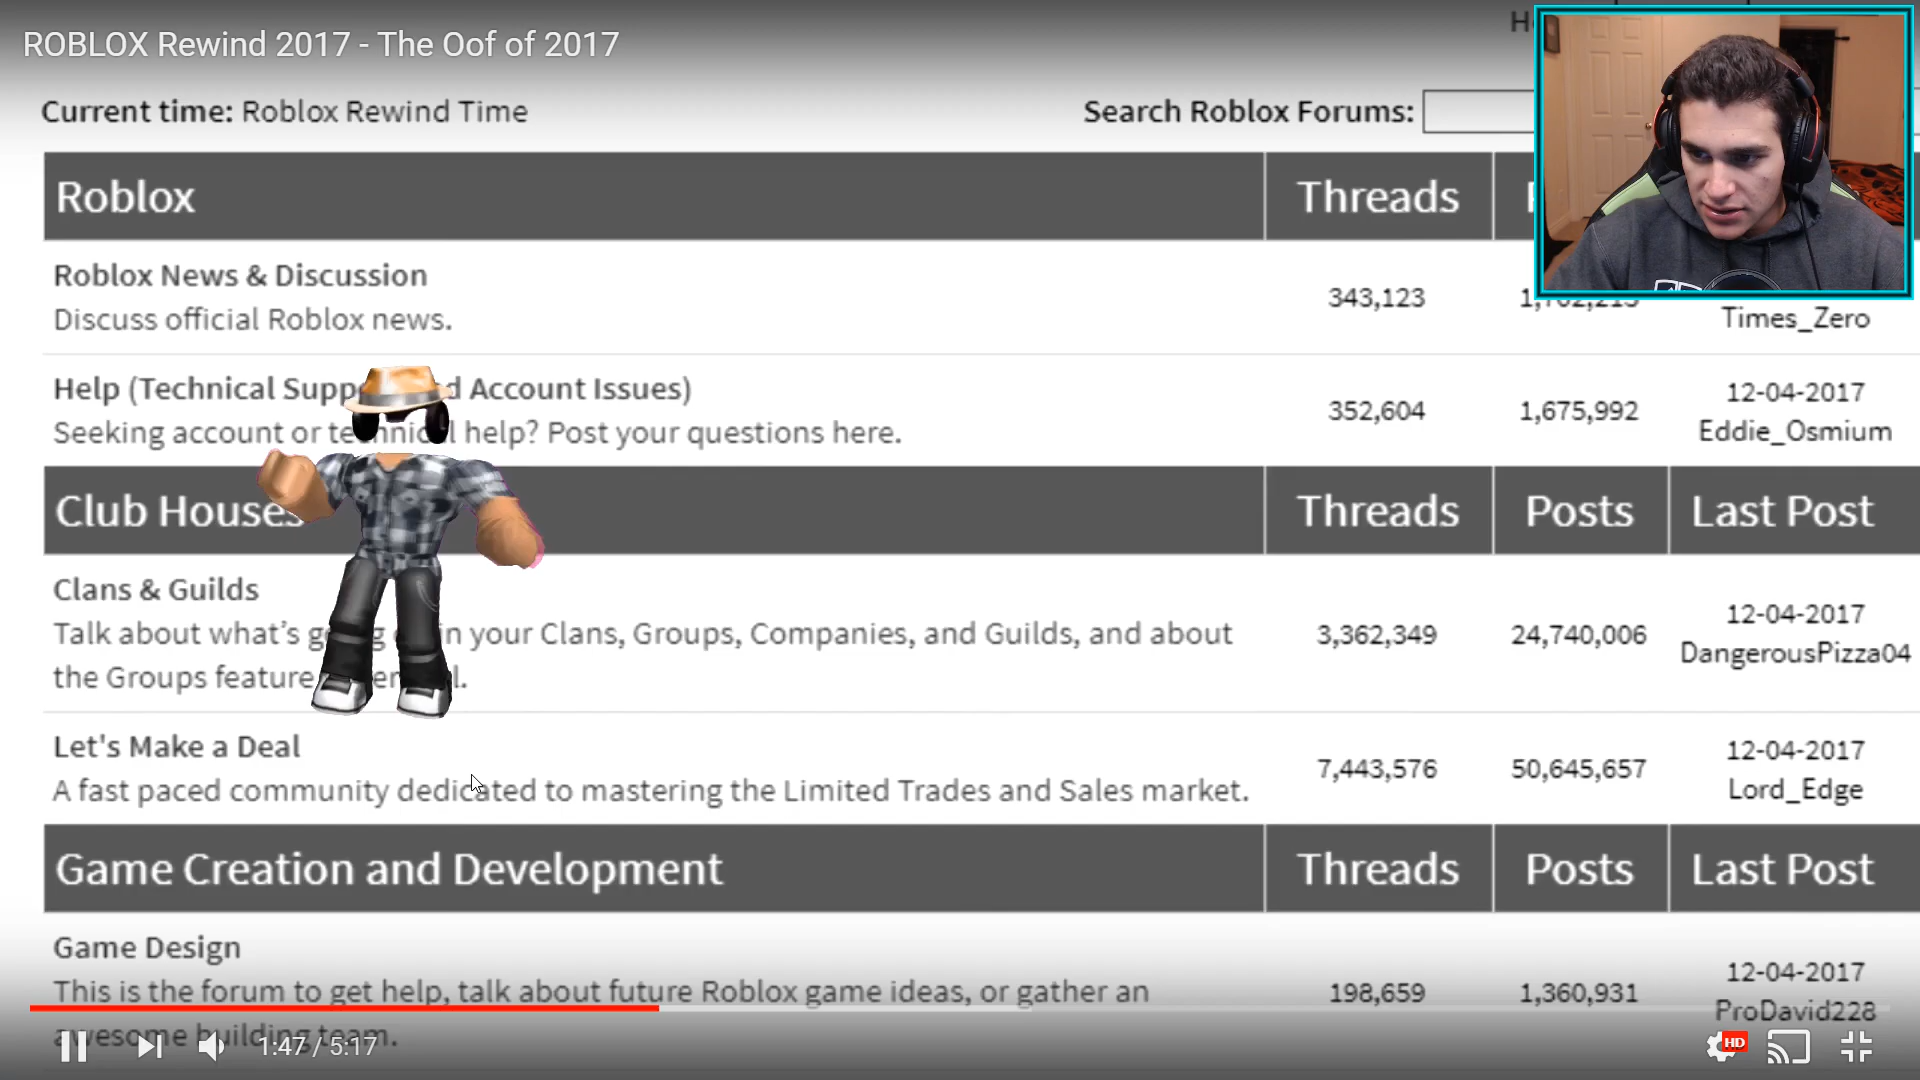 ROBLOX Rewind 2017 - The Oof of 2017
Current time: Roblox Rewind Time
Search Roblox Forums:
Roblox Threads
Roblox News & Discussion
Discuss official Roblox news.
343,123
Times_Zero
Help (Technical Account Issues)
Seeking account or help? Post your questions here.
352,604 1,675,992
12-04-2017
Eddie_Osmium
Club Houses Threads Posts Last Post
Clans & Guilds
Talk about what's in your Clans, Groups, Companies, and Guilds, and about
the Groups feature
3,362,349 24,740,006
12-04-2017
DangerousPizza04
Let's Make a Deal
A fast paced community dedicated to mastering the Limited Trades and Sales market.
7,443,576 50,645,657
12-04-2017
Lord_Edge
Game Creation and Development Threads Posts Last Post
Game Design
This is the forum to get help, talk about future Roblox game ideas, or gather an
awesome building team.
198,659 1,360,931
12-04-2017
ProDavid228
1:47 / 5:17
HD